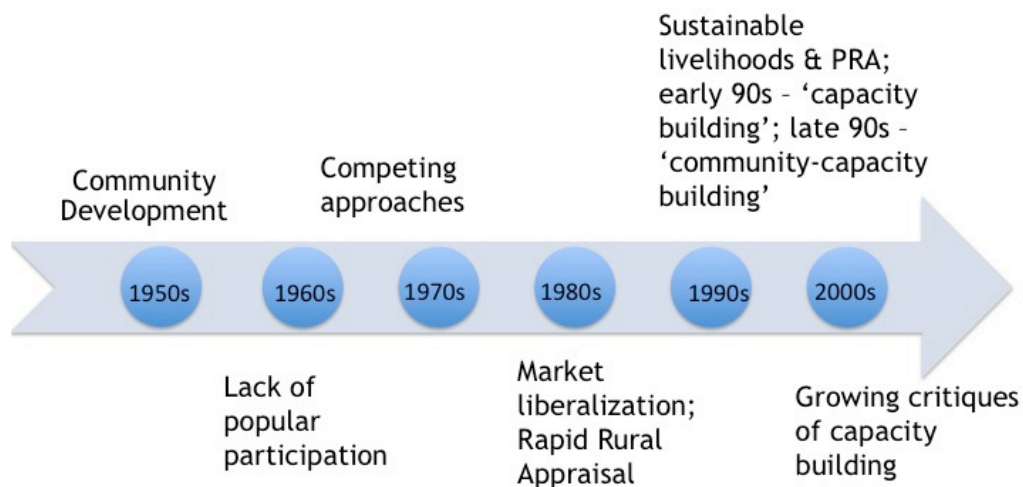 Sustainable
livelihoods & PRA;
early 90s – ‘capacity
building’; late 90s –
‘community-capacity
building’
Competing
approaches
Community
Development
1950s
1960s
1970s
1980s
1990s
2000s
Lack of
popular
participation
Market
liberalization;
Rapid Rural
Appraisal
Growing critiques
of capacity
building